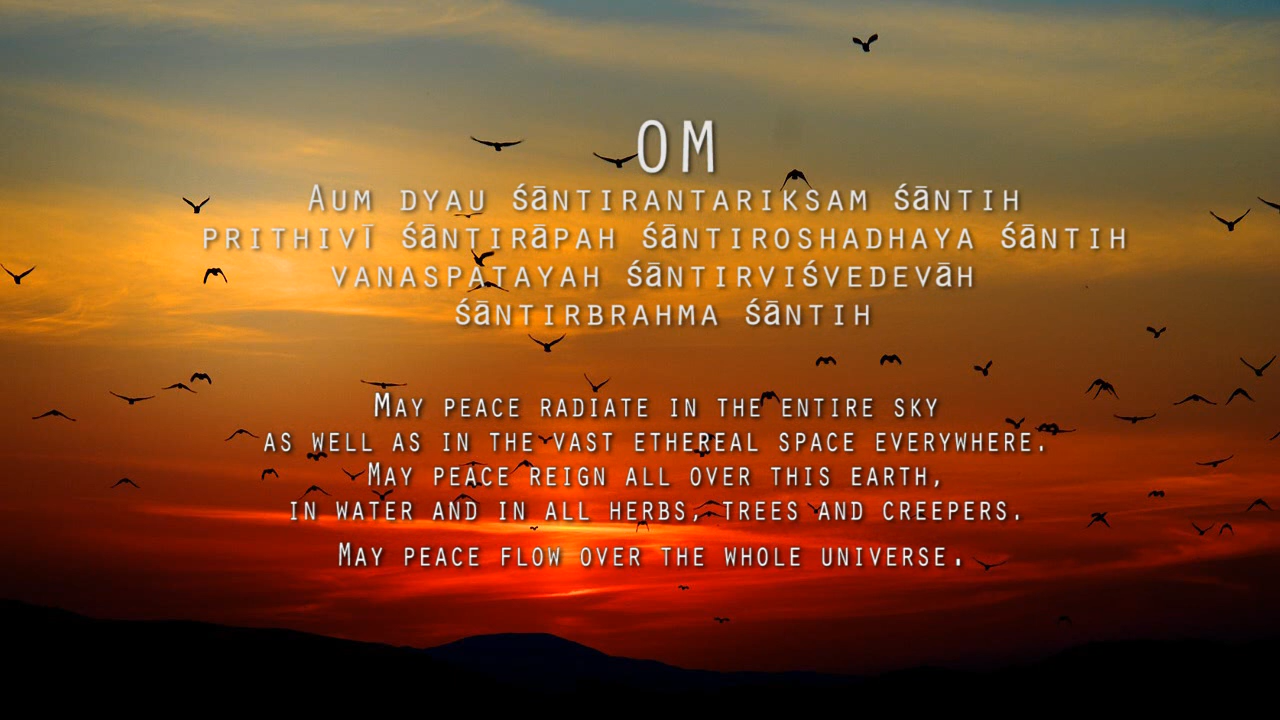 OM
Aum dyau śāntirantariksam śāntih
prithivī śāntirāpah śāntiroshadhaya śāntih
vanaspatayah śāntirviśvedevāh
śāntirbrahma śāntih
May peace radiate in the entire sky
as well as in the vast ethereal space everywhere.
May peace reign all over this earth,
in water and in all herbs, trees and creepers.
May peace flow over the whole universe.